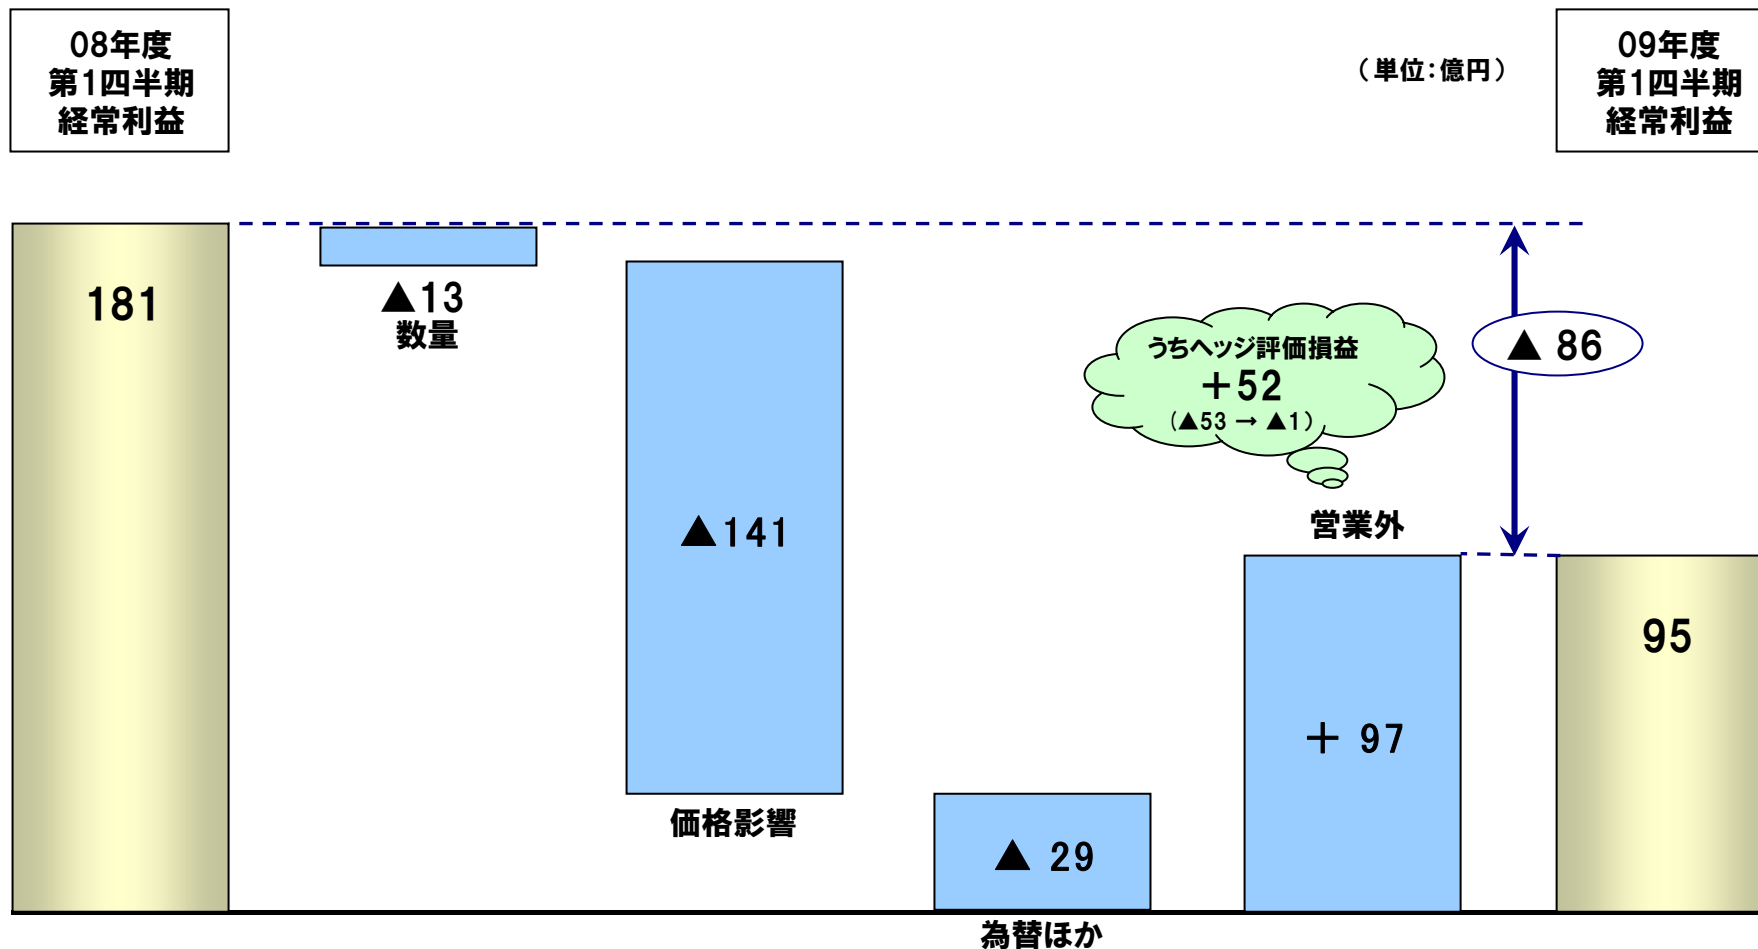 08年度
第1四半期
経常利益
(単位:億円)
09年度
第1四半期
経常利益
181
▲13
数量
▲141
価格影響
▲ 29
為替ほか
うちヘッジ評価損益
+52
(▲53 → ▲1)
営業外
+ 97
▲ 86
95